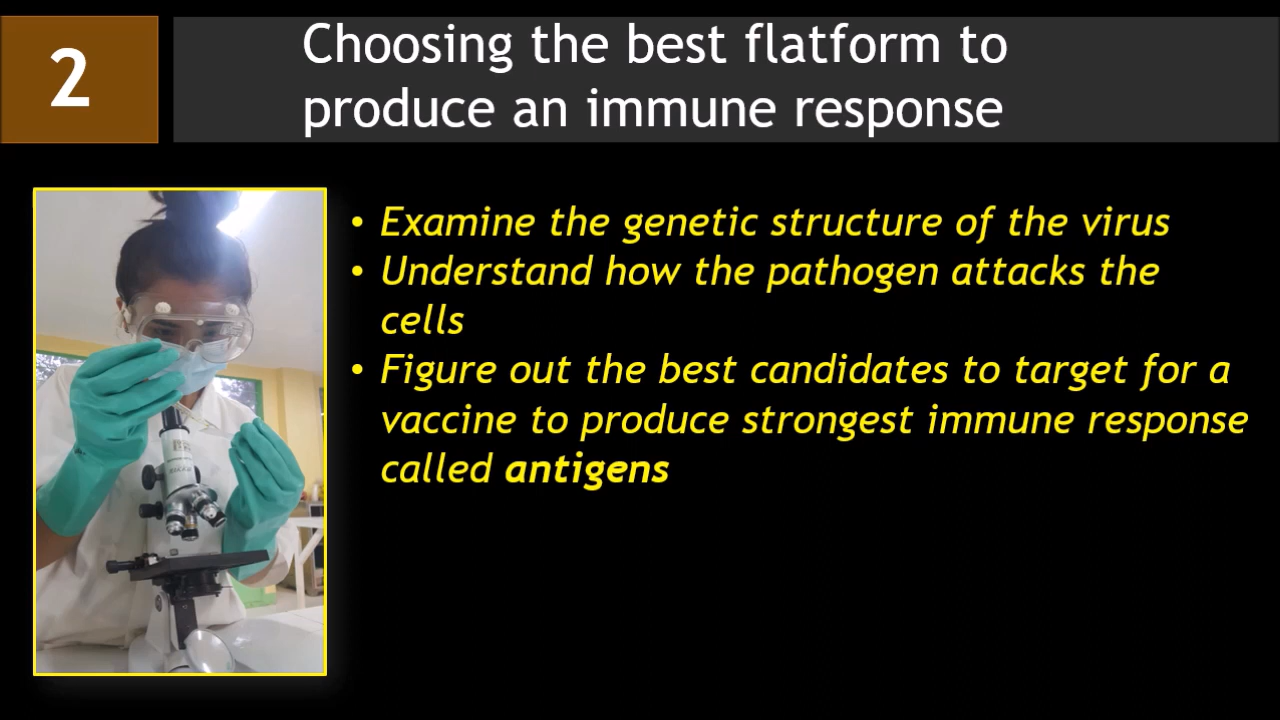 2
Choosing the best flatform to
produce an immune response
• Examine the genetic structure of the virus
• Understand how the pathogen attacks the
cells
• Figure out the best candidates to target for a
vaccine to produce strongest immune response
called antigens